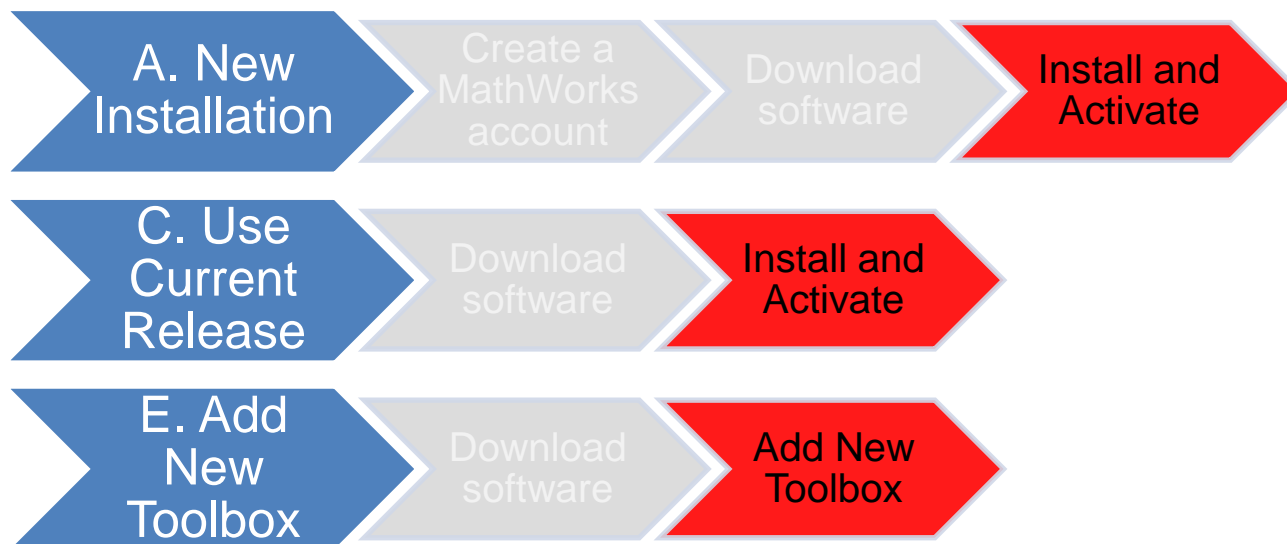 A. New
Installation
Create a
MathWorks
account
Download
software
Install and
Activate
C. Use
Current
Release
Download
software
Install and
Activate
E. Add
New
Toolbox
Download
software
Add New
Toolbox